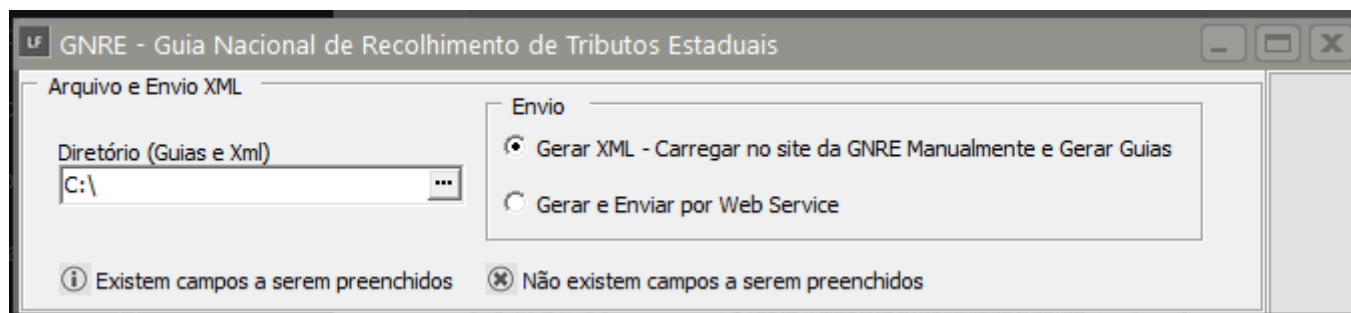 LF GNRE - Guia Nacional de Recolhimento de Tributos Estaduais
Arquivo e Envio XML
Envio
Diretório (Guias e Xml)
C:\
Gerar XML - Carregar no site da GNRE Manualmente e Gerar Guias
Gerar e Enviar por Web Service
Existem campos a serem preenchidos
Não existem campos a serem preenchidos